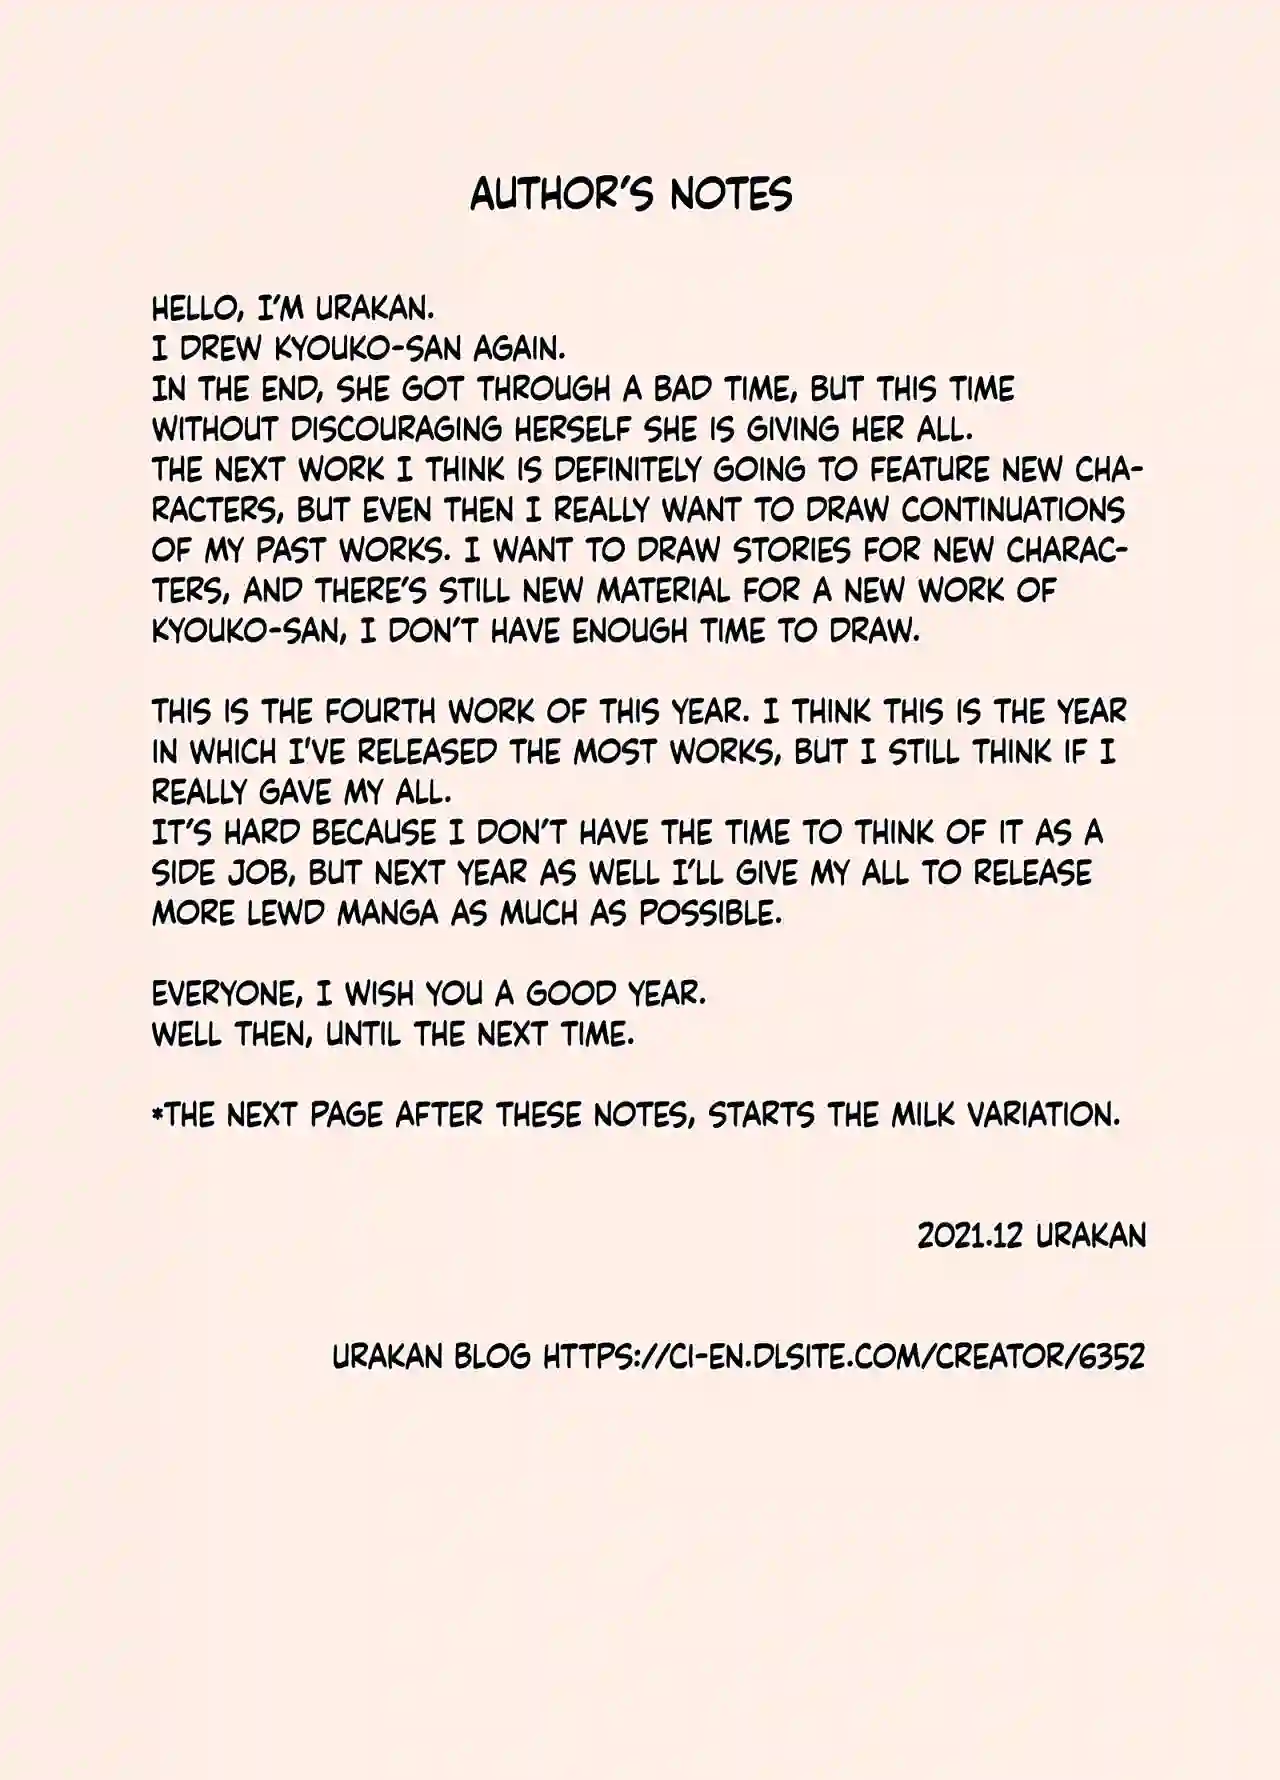 AUTHOR'S NOTES
HELLO, I'M URAKAN.
I DREW KYOUKO-SAN AGAIN.
IN THE END, SHE GOT THROUGH A BAD TIME, BUT THIS TIME
WITHOUT DISCOURAGING HERSELF SHE IS GIVING HER ALL.
THE NEXT WORK I THINK IS DEFINITELY GOING TO FEATURE NEW CHA-
RACTERS, BUT EVEN THEN I REALLY WANT TO DRAW CONTINUATIONS
OF MY PAST WORKS. I WANT TO DRAW STORIES FOR NEW CHARAC-
TERS, AND THERE'S STILL NEW MATERIAL FOR A NEW WORK OF
KYOUKO-SAN, I DON'T HAVE ENOUGH TIME TO DRAW.
THIS IS THE FOURTH WORK OF THIS YEAR. I THINK THIS IS THE YEAR
IN WHICH I'VE RELEASED THE MOST WORKS, BUT I STILL THINK IF I
REALLY GAVE MY ALL.
IT'S HARD BECAUSE I DON'T HAVE THE TIME TO THINK OF IT AS A
SIDE JOB, BUT NEXT YEAR AS WELL I'LL GIVE MY ALL TO RELEASE
MORE LEWD MANGA AS MUCH AS POSSIBLE.
EVERYONE, I WISH YOU A GOOD YEAR.
WELL THEN, UNTIL THE NEXT TIME.
*THE NEXT PAGE AFTER THESE NOTES, STARTS THE MILK VARIATION.
2021.12 URAKAN
URAKAN BLOG HTTPS://CI-EN.DLSITE.COM/CREATOR/6352